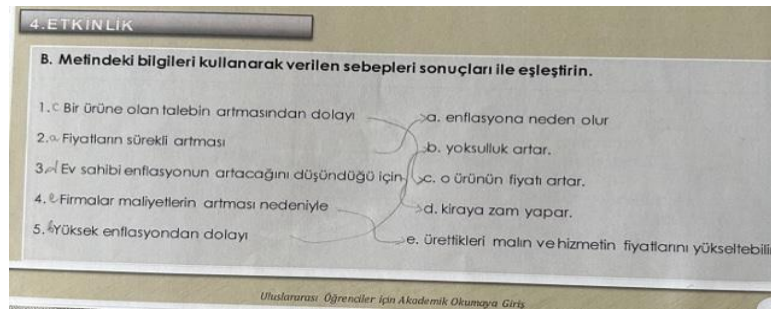 4.ETKİNLİK
B. Metindeki bilgileri kullanarak verilen sebepleri sonuçları ile eşleştirin.
1.c Bir ürüne olan talebin artmasından dolayı
a. enflasyona neden olur
2.a Fiyatların sürekli artması
b. yoksulluk artar.
3.d Ev sahibi enflasyonun artacağını düşündüğü için
c. o ürünün fiyatı artar.
4.e Firmalar maliyetlerin artması nedeniyle
d. kiraya zam yapar.
5.b Yüksek enflasyondan dolayı
e. ürettikleri malın ve hizmetin fiyatlarını yükseltebili
Uluslararası Öğrenciler için Akademik Okumaya Giriş